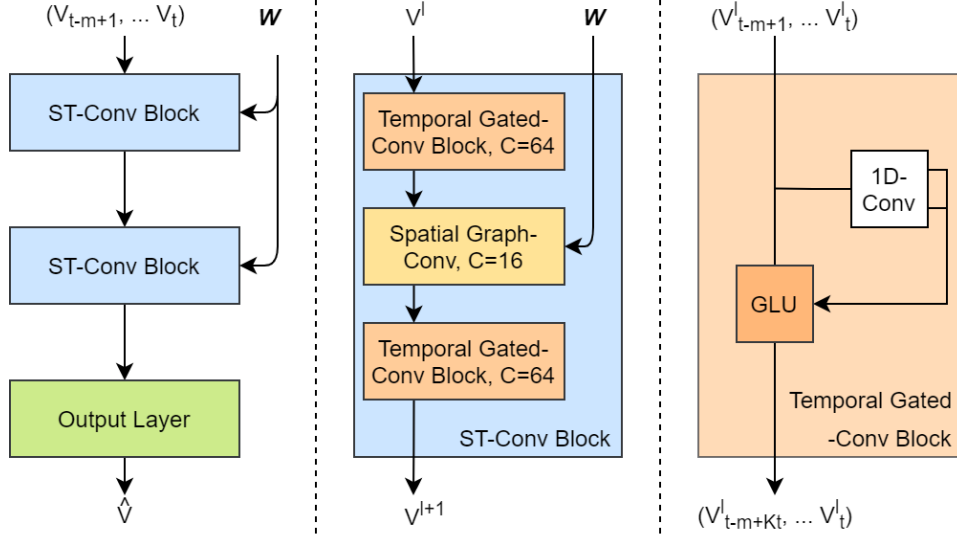 (V_{t-m+1}, ... V_t)
W
ST-Conv Block
ST-Conv Block
Output Layer
V̂
V^l
W
Temporal Gated-
Conv Block, C=64
Spatial Graph-
Conv, C=16
Temporal Gated-
Conv Block, C=64
ST-Conv Block
V^{l+1}
(V^l_{t-m+1}, ... V^l_t)
1D-
Conv
GLU
Temporal Gated
-Conv Block
(V^l_{t-m+Kt}, ... V^l_t)